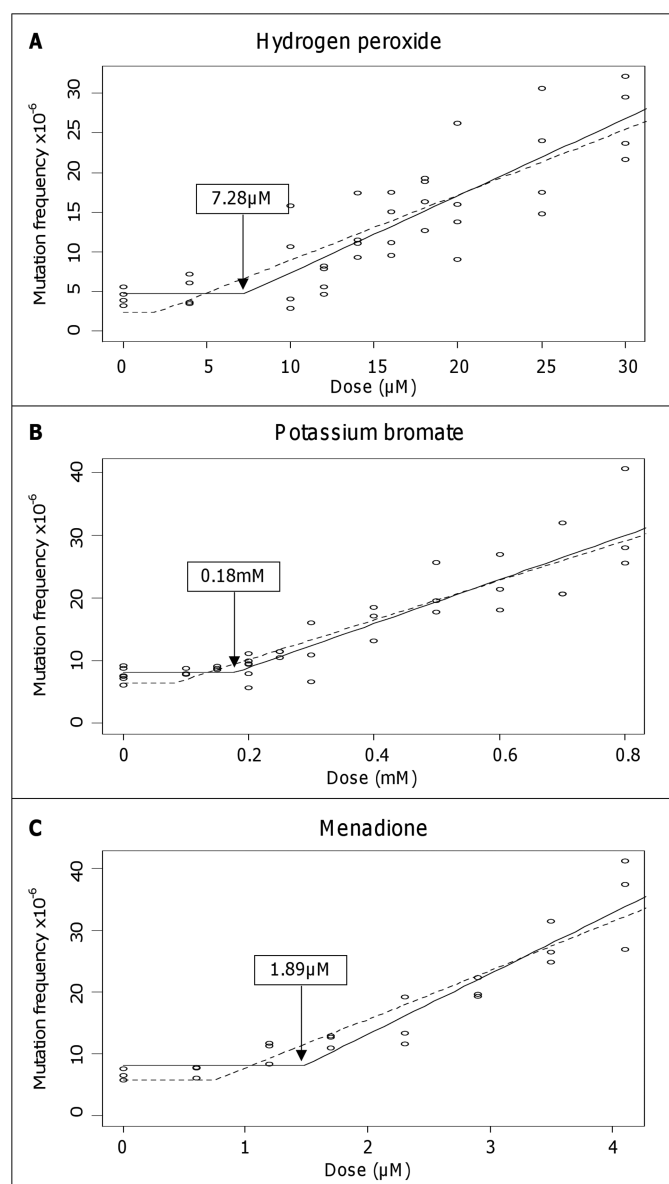 A Hydrogen peroxide
Mutation frequency x10-6
30
25
20
15
10
5
0
7.28µM
0 5 10 15 20 25 30
Dose (µM)
B Potassium bromate
Mutation frequency x10-6
40
30
20
10
0
0.18mM
0 0.2 0.4 0.6 0.8
Dose (mM)
C Menadione
Mutation frequency x10-6
40
30
20
10
0
1.89µM
0 1 2 3 4
Dose (µM)